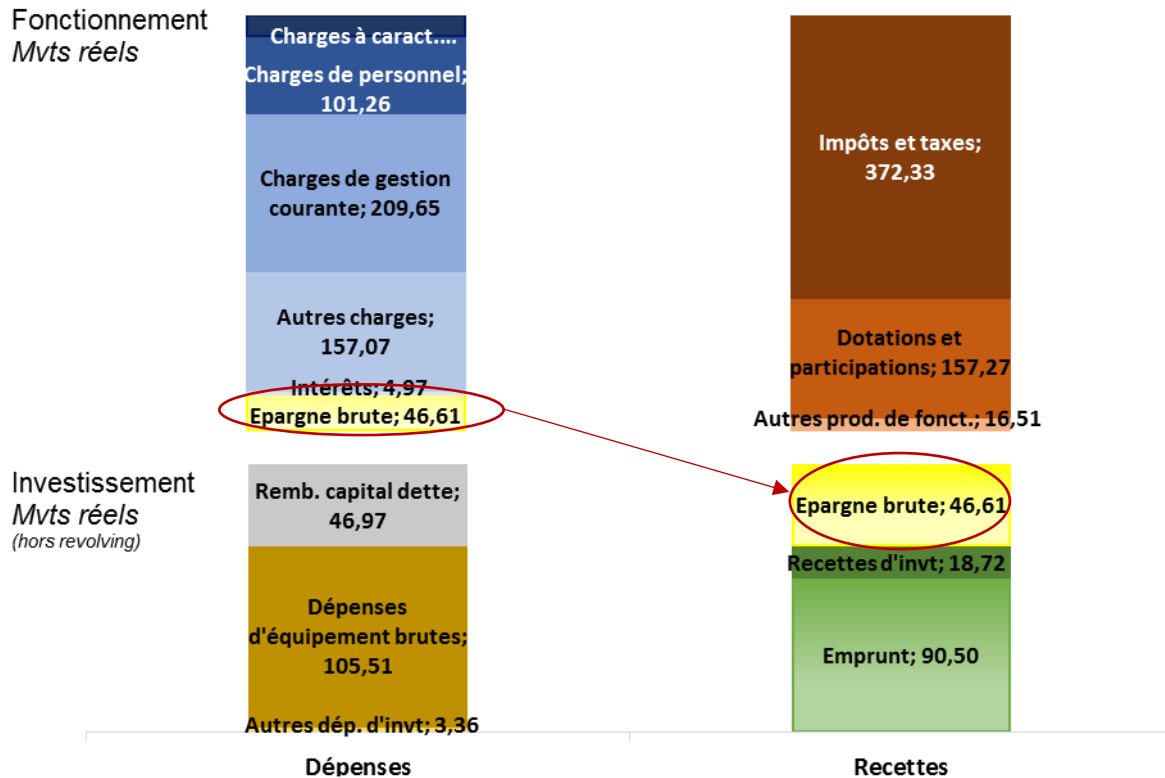 Fonctionnement
Mvts réels
Charges à caract....
Charges de personnel;
101,26
Charges de gestion
courante; 209,65
Autres charges;
157,07
Intérêts; 4,97
Epargne brute; 46,61
Impôts et taxes;
372,33
Dotations et
participations; 157,27
Autres prod. de fonct.; 16,51
Investissement
Mvts réels
(hors revolving)
Remb. capital dette;
46,97
Dépenses
d'équipement brutes;
105,51
Autres dép. d'invt; 3,36
Epargne brute; 46,61
Recettes d'invt; 18,72
Emprunt; 90,50
Dépenses
Recettes